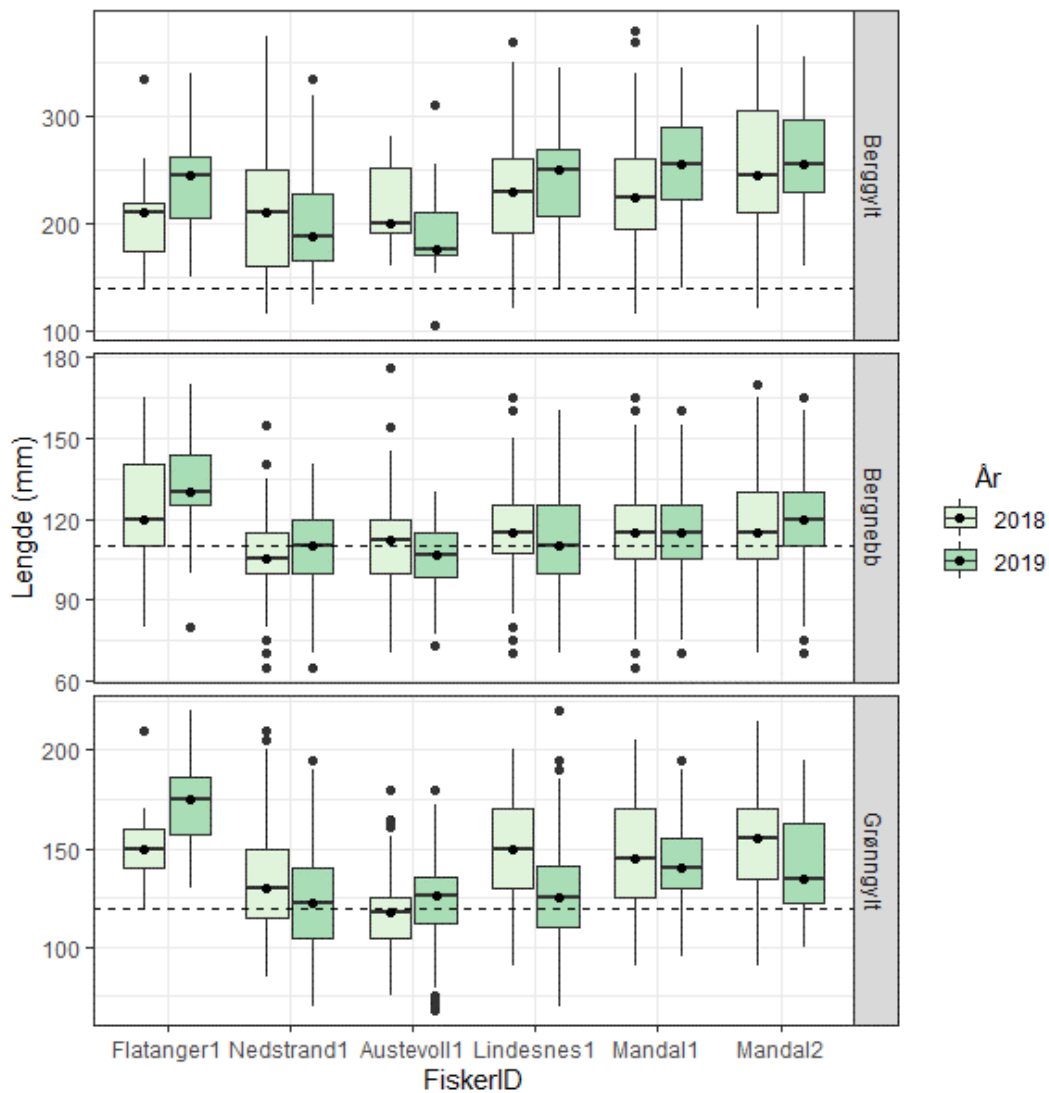 300
200
100
Berggylt
180
150
120
90
60
Bergnebb
200
150
100
Grønngylt
Lengde (mm)
Flatanger1 Nedstrand1 Austevoll1 Lindesnes1 Mandal1 Mandal2
FiskerID
År
2018
2019